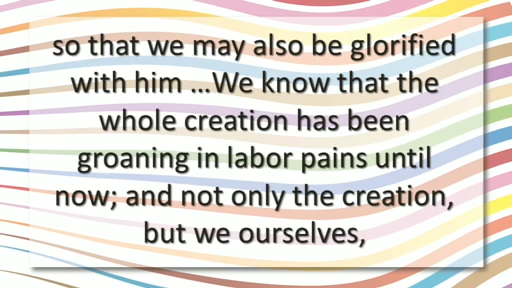 so that we may also be glorified
with him ...We know that the
whole creation has been
groaning in labor pains until
now; and not only the creation,
but we ourselves,